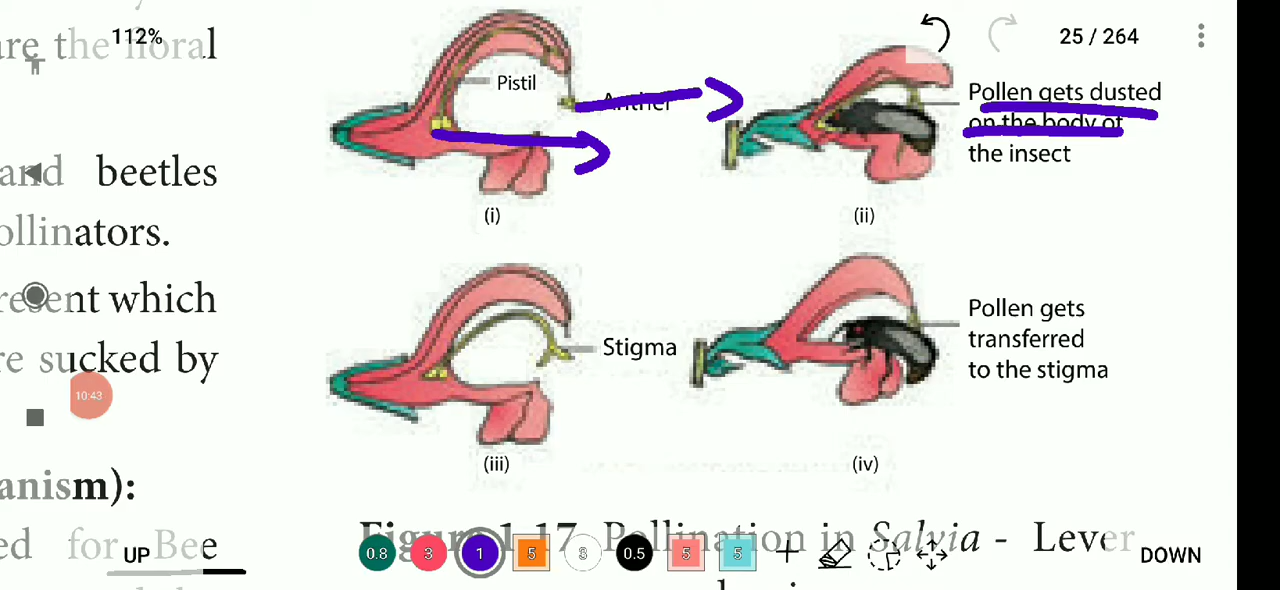 are the floral
112%
25 / 264
Pistil
Anther
Pollen gets dusted
on the body of
the insect
and beetles
(i)
(ii)
ollinators.
resent which
Pollen gets
transferred
to the stigma
Stigma
re sucked by
10:43
(iii)
(iv)
anism):
Figure 1.17 Pollination in Salvia - Lever
ed for Bee
UP
0.8 3 1 5 3 0.5 5 5
DOWN